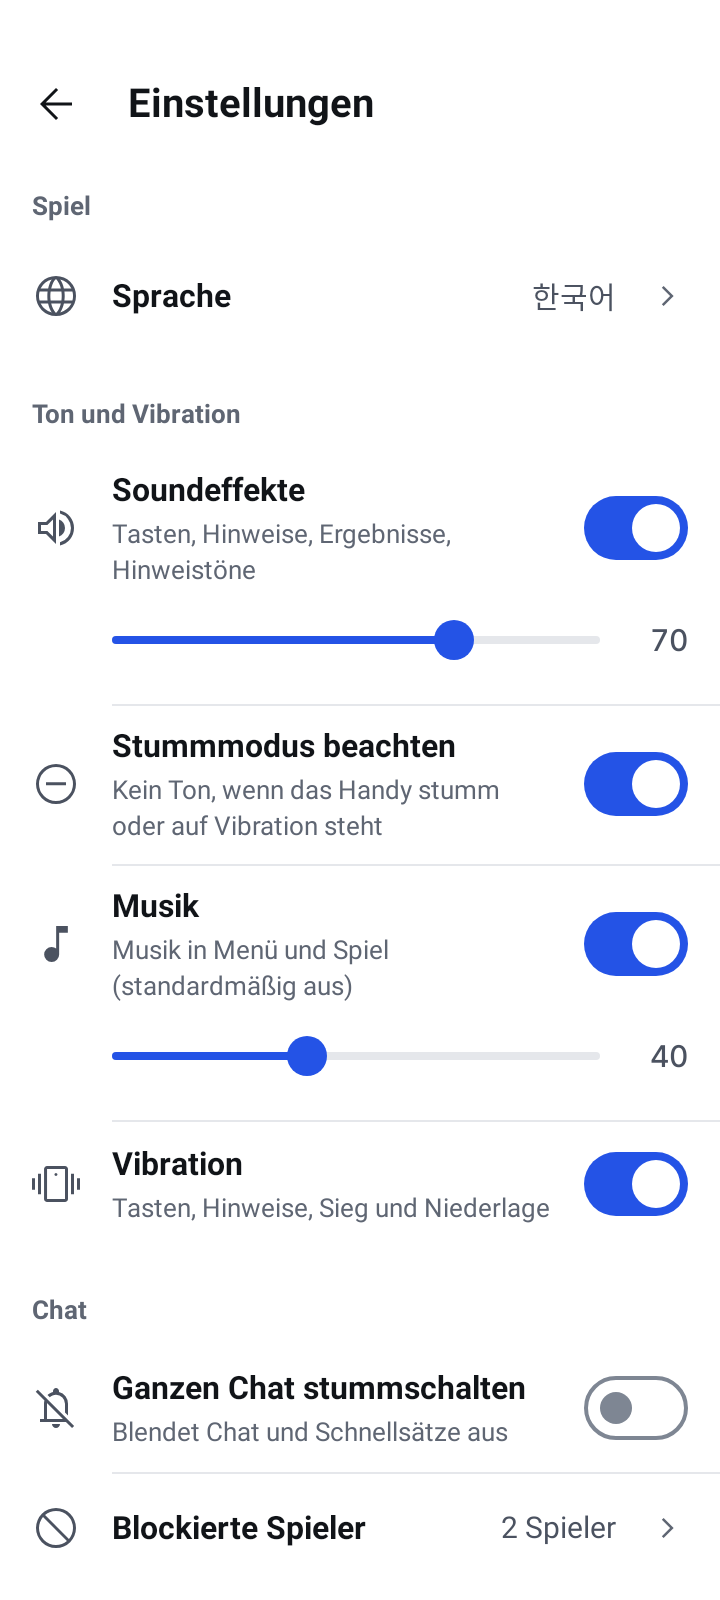 Einstellungen
Spiel
Sprache 한국어
Ton und Vibration
Soundeffekte
Tasten, Hinweise, Ergebnisse,
Hinweistöne
70
Stummmodus beachten
Kein Ton, wenn das Handy stumm
oder auf Vibration steht
Musik
Musik in Menü und Spiel
(standardmäßig aus)
40
Vibration
Tasten, Hinweise, Sieg und Niederlage
Chat
Ganzen Chat stummschalten
Blendet Chat und Schnellsätze aus
Blockierte Spieler 2 Spieler